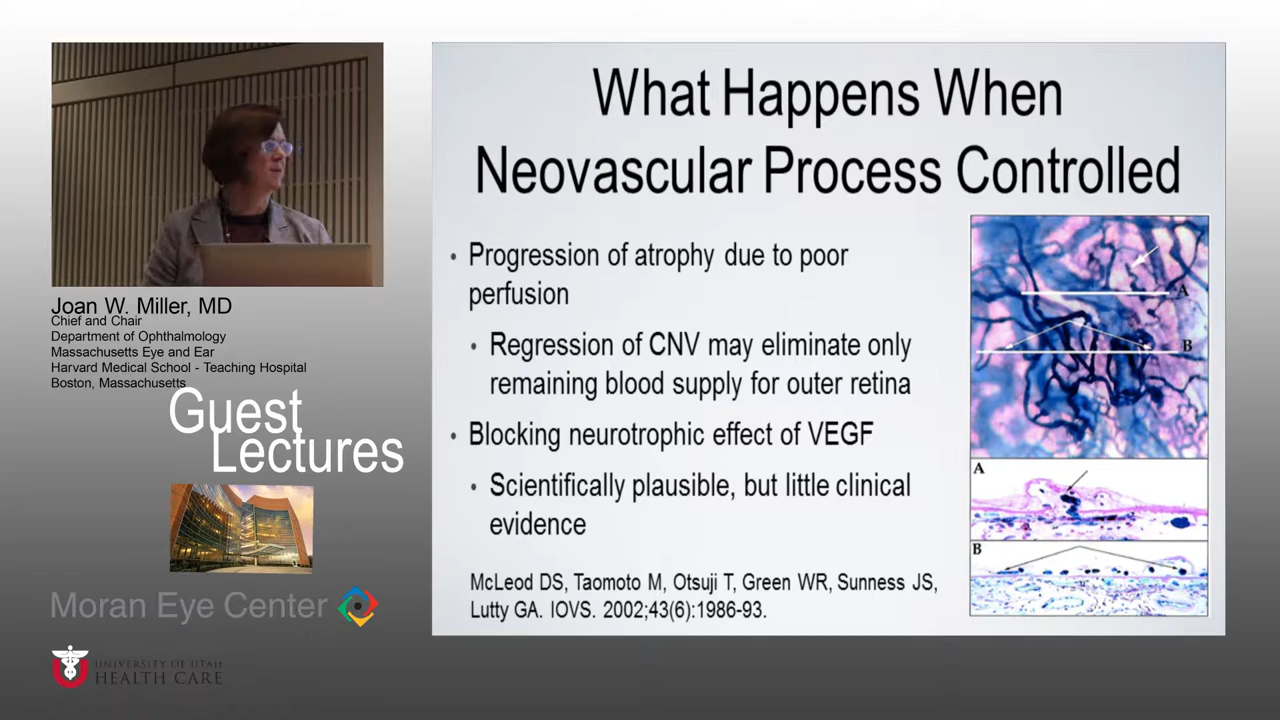 What Happens When
Neovascular Process Controlled
• Progression of atrophy due to poor
perfusion
• Regression of CNV may eliminate only
remaining blood supply for outer retina
• Blocking neurotrophic effect of VEGF
• Scientifically plausible, but little clinical
evidence
McLeod DS, Taomoto M, Otsuji T, Green WR, Sunness JS,
Lutty GA. IOVS. 2002;43(6):1986-93.
A
B
A
B
Joan W. Miller, MD
Chief and Chair
Department of Ophthalmology
Massachusetts Eye and Ear
Harvard Medical School - Teaching Hospital
Boston, Massachusetts
Guest
Lectures
Moran Eye Center
UNIVERSITY OF UTAH
HEALTH CARE